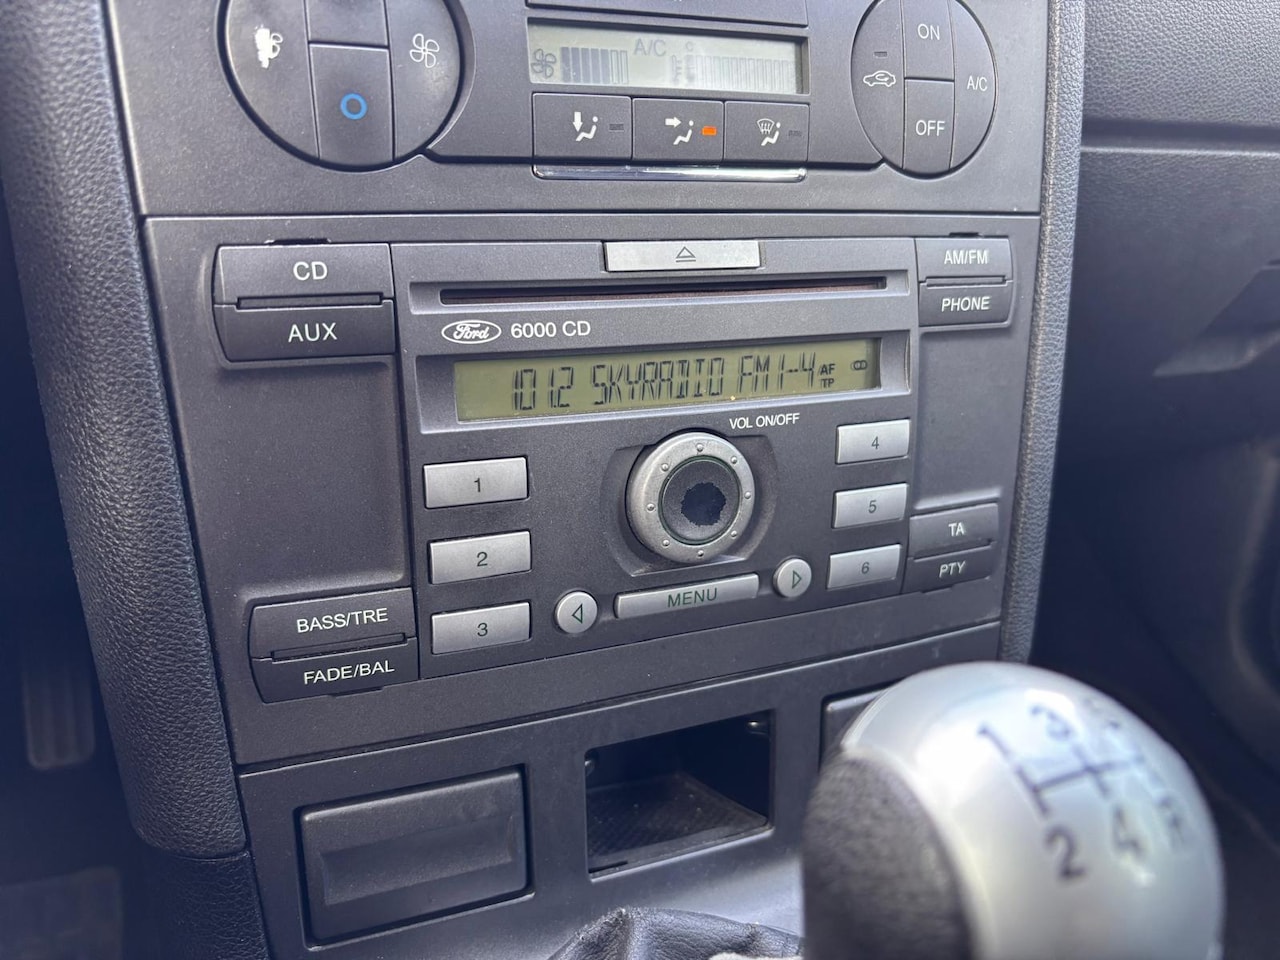 A/C
ON
A/C
OFF
CD
AUX
AM/FM
PHONE
Ford 6000 CD
101.2 SKYRADIO FM1-4 AF
TP
VOL ON/OFF
1
2
3
4
5
6
MENU
TA
PTY
BASS/TRE
FADE/BAL
1 3
2 4